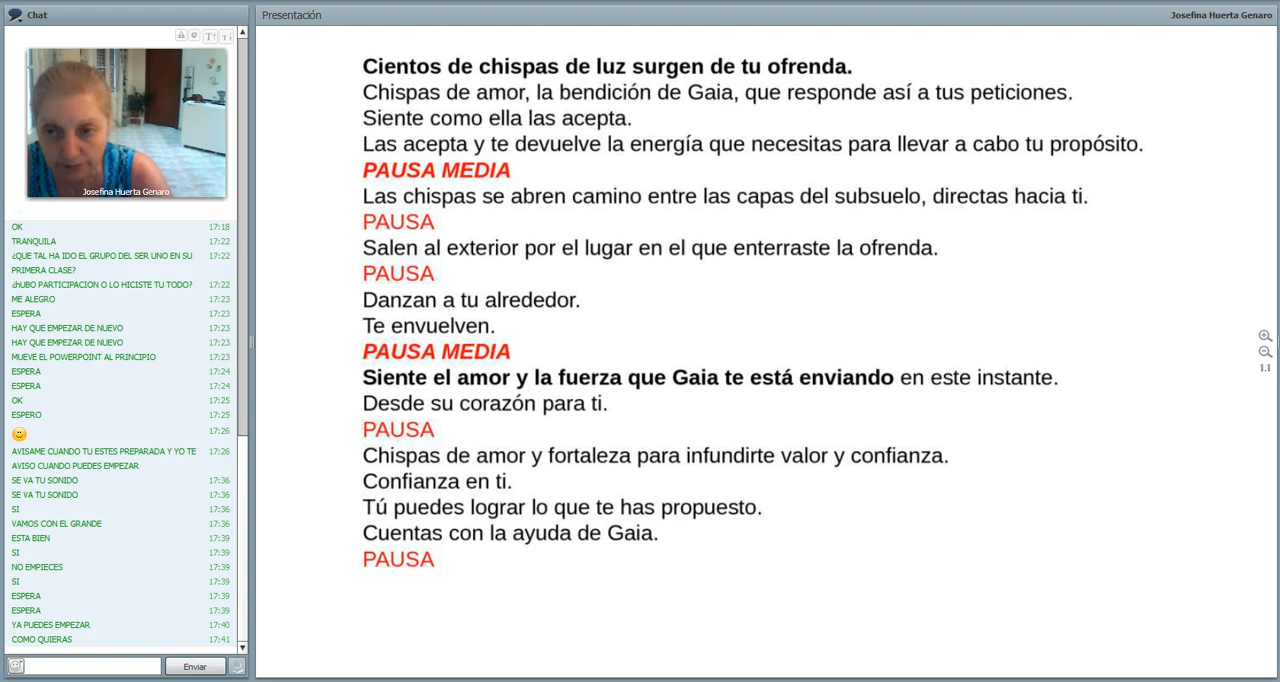 Chat
Josefina Huerta Genaro
OK 17:18
TRANQUILA 17:22
¿QUE TAL HA IDO EL GRUPO DEL SER UNO EN SU 17:22
PRIMERA CLASE?
¿hUBO PARTICIPACION O LO HICISTE TU TODO? 17:22
ME ALEGRO 17:23
ESPERA 17:23
HAY QUE EMPEZAR DE NUEVO 17:23
HAY QUE EMPEZAR DE NUEVO 17:23
MUEVE EL POWERPOINT AL PRINCIPIO 17:23
ESPERA 17:24
ESPERA 17:24
OK 17:25
ESPERO 17:25
17:26
AVISAME CUANDO TU ESTES PREPARADA Y YO TE 17:26
AVISO CUANDO PUEDES EMPEZAR
SE VA TU SONIDO 17:36
SE VA TU SONIDO 17:36
SI 17:36
VAMOS CON EL GRANDE 17:36
ESTA BIEN 17:39
SI 17:39
NO EMPIECES 17:39
SI 17:39
ESPERA 17:39
ESPERA 17:39
YA PUEDES EMPEZAR 17:40
COMO QUIERAS 17:41
Enviar
Presentación
Josefina Huerta Genaro
Cientos de chispas de luz surgen de tu ofrenda.
Chispas de amor, la bendición de Gaia, que responde así a tus peticiones.
Siente como ella las acepta.
Las acepta y te devuelve la energía que necesitas para llevar a cabo tu propósito.
PAUSA MEDIA
Las chispas se abren camino entre las capas del subsuelo, directas hacia ti.
PAUSA
Salen al exterior por el lugar en el que enterraste la ofrenda.
PAUSA
Danzan a tu alrededor.
Te envuelven.
PAUSA MEDIA
Siente el amor y la fuerza que Gaia te está enviando en este instante.
Desde su corazón para ti.
PAUSA
Chispas de amor y fortaleza para infundirte valor y confianza.
Confianza en ti.
Tú puedes lograr lo que te has propuesto.
Cuentas con la ayuda de Gaia.
PAUSA
1.1